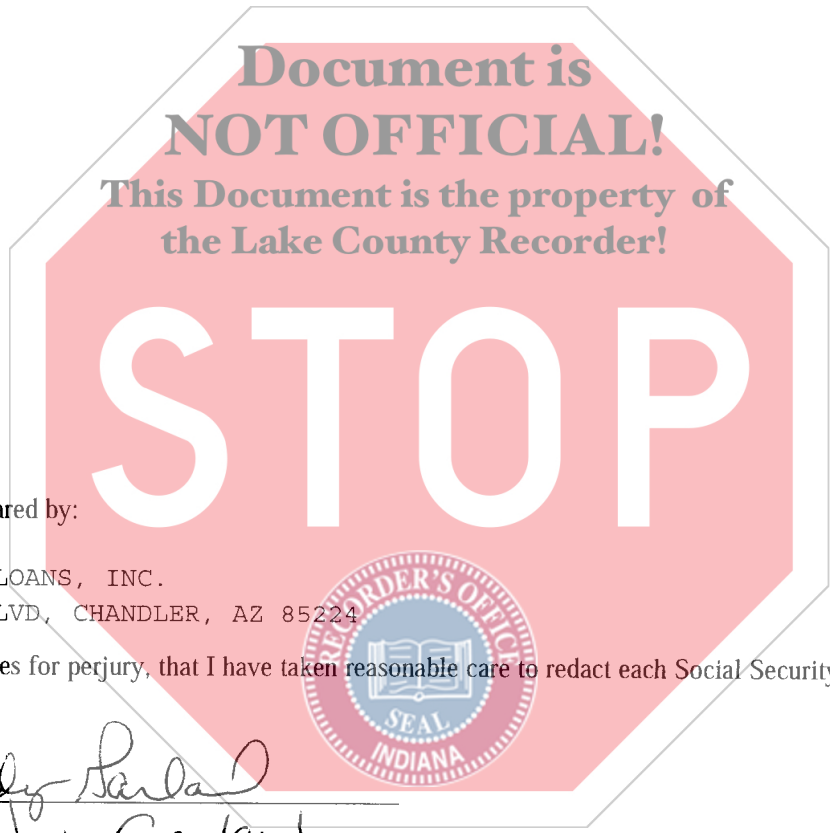 Document is
NOT OFFICIAL!
This Document is the property of
the Lake County Recorder!
STOP
ared by:
LOANS, INC.
LVD, CHANDLER, AZ 85224
es for perjury, that I have taken reasonable care to redact each Social Security
RECORDER'S OFFICE
SEAL
INDIANA
Garland